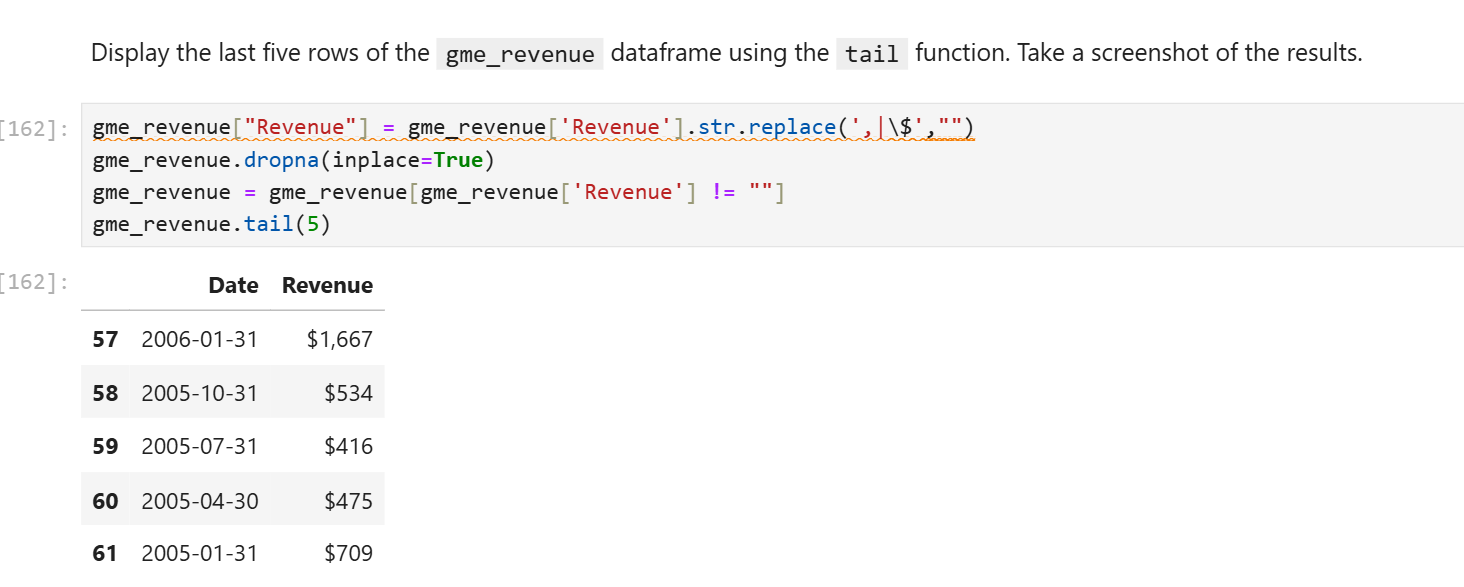 Display the last five rows of the gme_revenue dataframe using the tail function. Take a screenshot of the results.
[162]: gme_revenue["Revenue"] = gme_revenue['Revenue'].str.replace(',|\$',"")
gme_revenue.dropna(inplace=True)
gme_revenue = gme_revenue[gme_revenue['Revenue'] != ""]
gme_revenue.tail(5)
[162]: Date Revenue
57 2006-01-31 $1,667
58 2005-10-31 $534
59 2005-07-31 $416
60 2005-04-30 $475
61 2005-01-31 $709